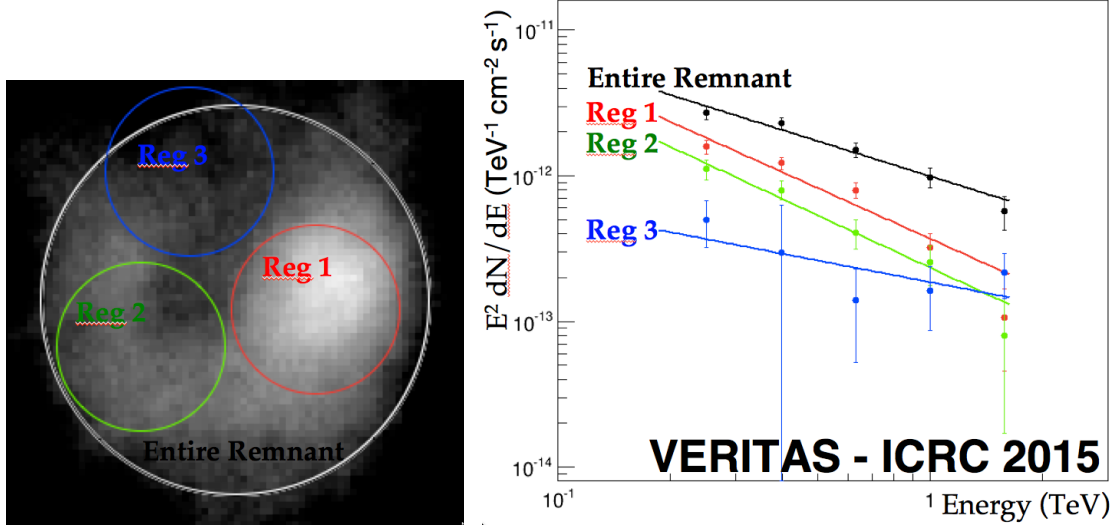 Reg 3
Reg 1
Reg 2
Entire Remnant
E² dN/dE (TeV⁻¹ cm⁻² s⁻¹)
10⁻¹¹
10⁻¹²
10⁻¹³
10⁻¹⁴
Entire Remnant
Reg 1
Reg 2
Reg 3
VERITAS - ICRC 2015
10⁻¹
1
Energy (TeV)